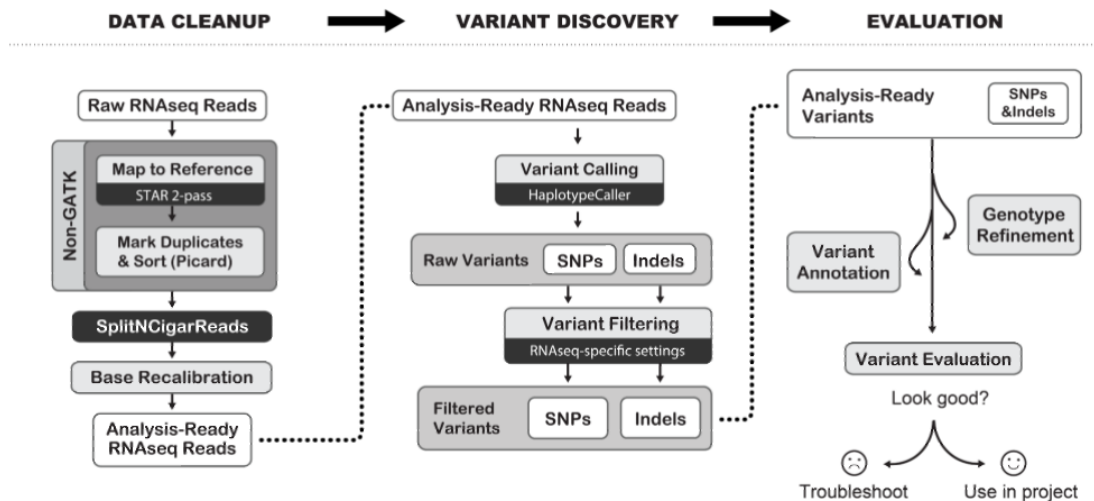 DATA CLEANUP
VARIANT DISCOVERY
EVALUATION
Raw RNAseq Reads
Non-GATK
Map to Reference
STAR 2-pass
Mark Duplicates
& Sort (Picard)
SplitNCigarReads
Base Recalibration
Analysis-Ready
RNAseq Reads
Analysis-Ready RNAseq Reads
Variant Calling
HaplotypeCaller
Raw Variants
SNPs
Indels
Variant Filtering
RNAseq-specific settings
Filtered
Variants
SNPs
Indels
Analysis-Ready
Variants
SNPs
&Indels
Genotype
Refinement
Variant
Annotation
Variant Evaluation
Look good?
Troubleshoot
Use in project